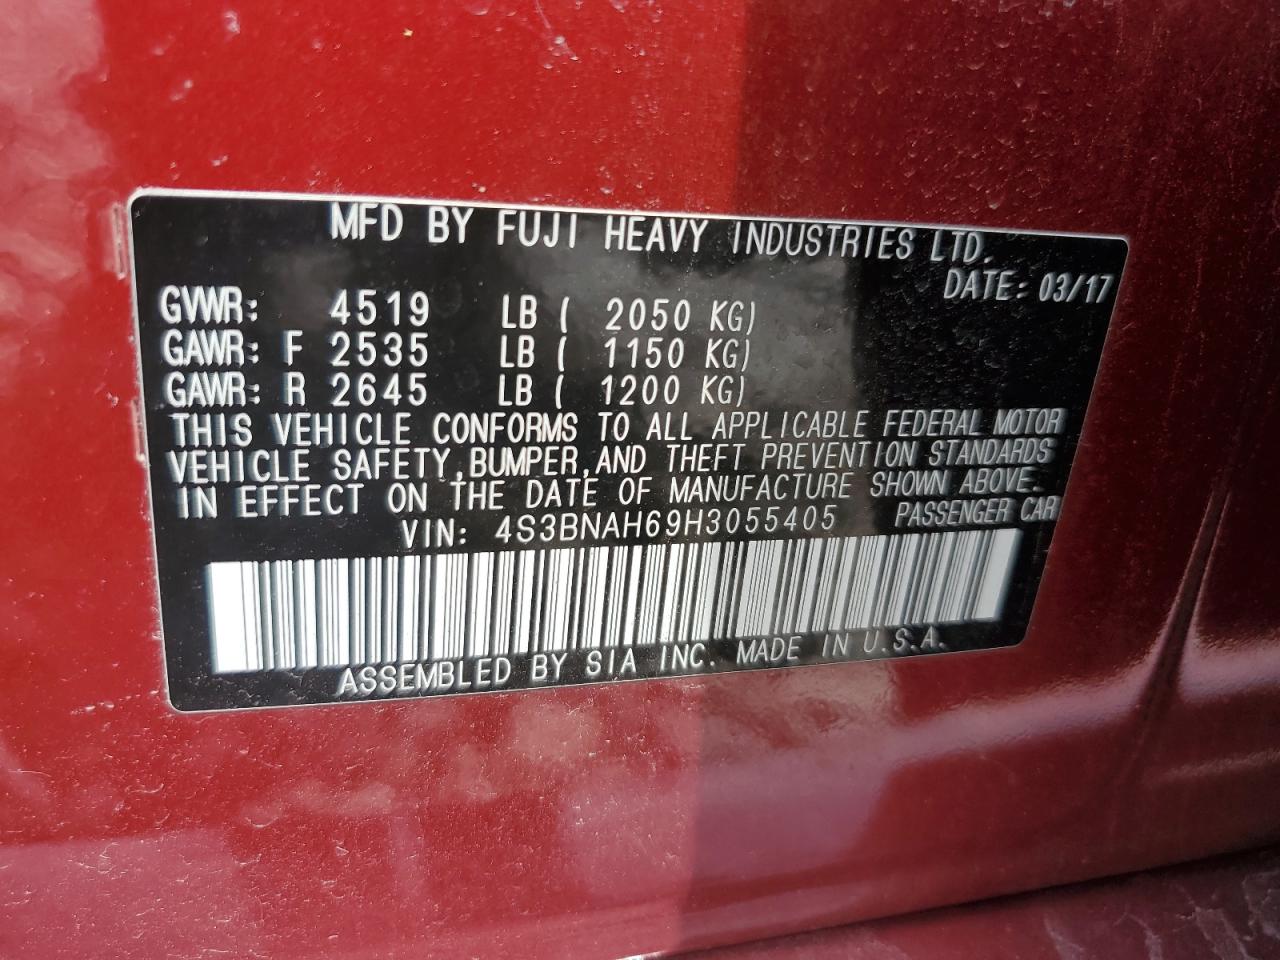 MFD BY FUJI HEAVY INDUSTRIES LTD.
DATE: 03/17
GVWR: 4519 LB ( 2050 KG)
GAWR: F 2535 LB ( 1150 KG)
GAWR: R 2645 LB ( 1200 KG)
THIS VEHICLE CONFORMS TO ALL APPLICABLE FEDERAL MOTOR
VEHICLE SAFETY,BUMPER,AND THEFT PREVENTION STANDARDS
IN EFFECT ON THE DATE OF MANUFACTURE SHOWN ABOVE.
VIN: 4S3BNAH69H3055405 PASSENGER CAR
ASSEMBLED BY SIA INC. MADE IN U.S.A.